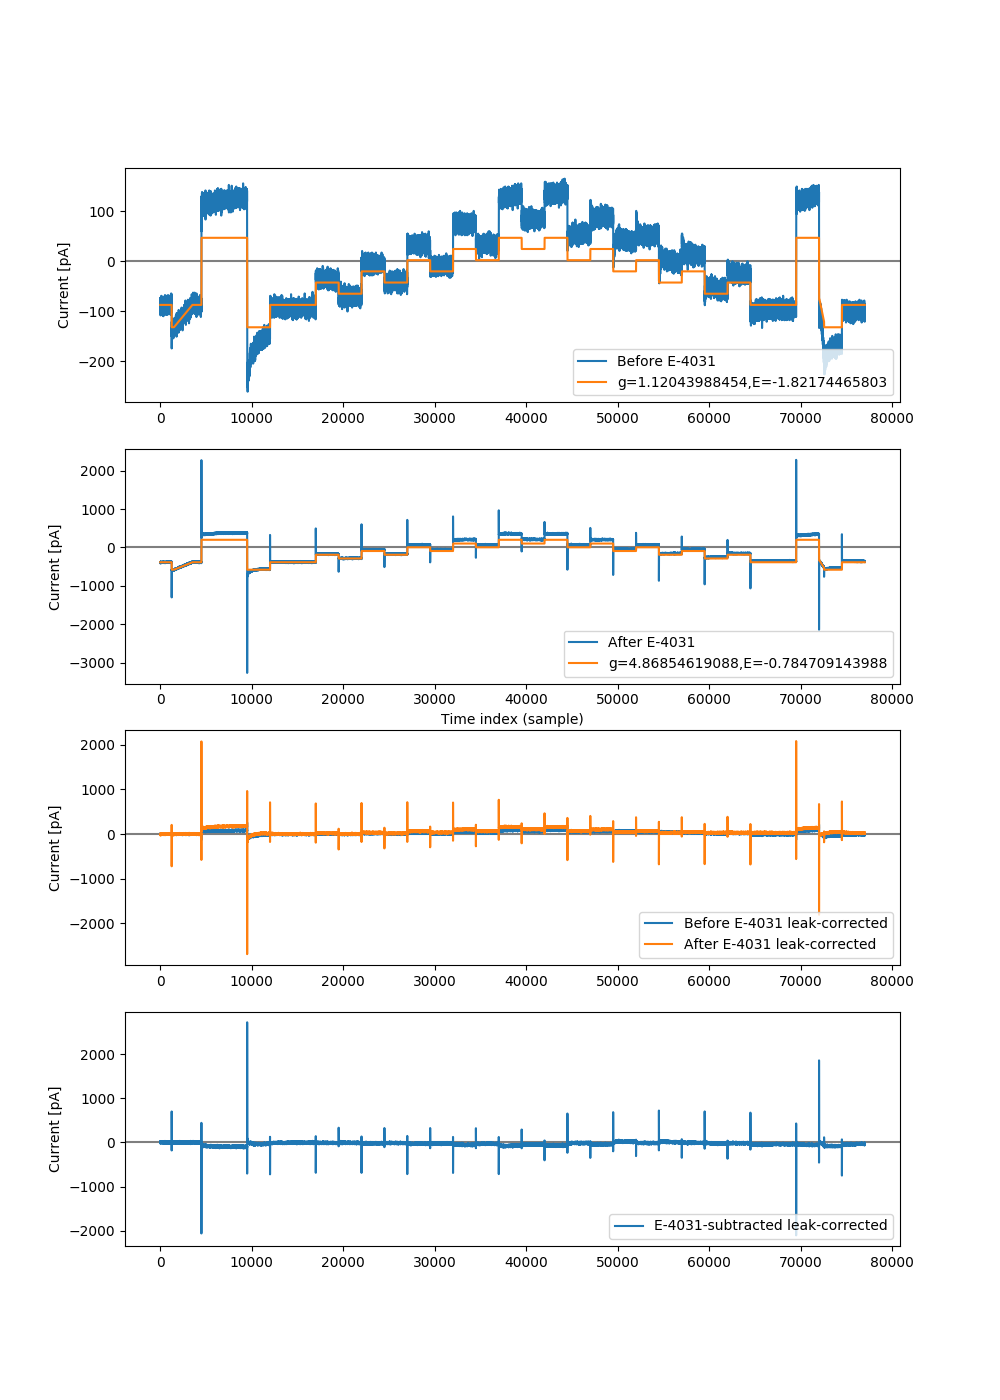 100
0
−100
−200
Current [pA]
Before E-4031
g=1.12043988454,E=-1.82174465803
0 10000 20000 30000 40000 50000 60000 70000 80000
2000
1000
0
−1000
−2000
−3000
Current [pA]
After E-4031
g=4.86854619088,E=-0.784709143988
0 10000 20000 30000 40000 50000 60000 70000 80000
Time index (sample)
2000
1000
0
−1000
−2000
Current [pA]
Before E-4031 leak-corrected
After E-4031 leak-corrected
0 10000 20000 30000 40000 50000 60000 70000 80000
2000
1000
0
−1000
−2000
Current [pA]
E-4031-subtracted leak-corrected
0 10000 20000 30000 40000 50000 60000 70000 80000